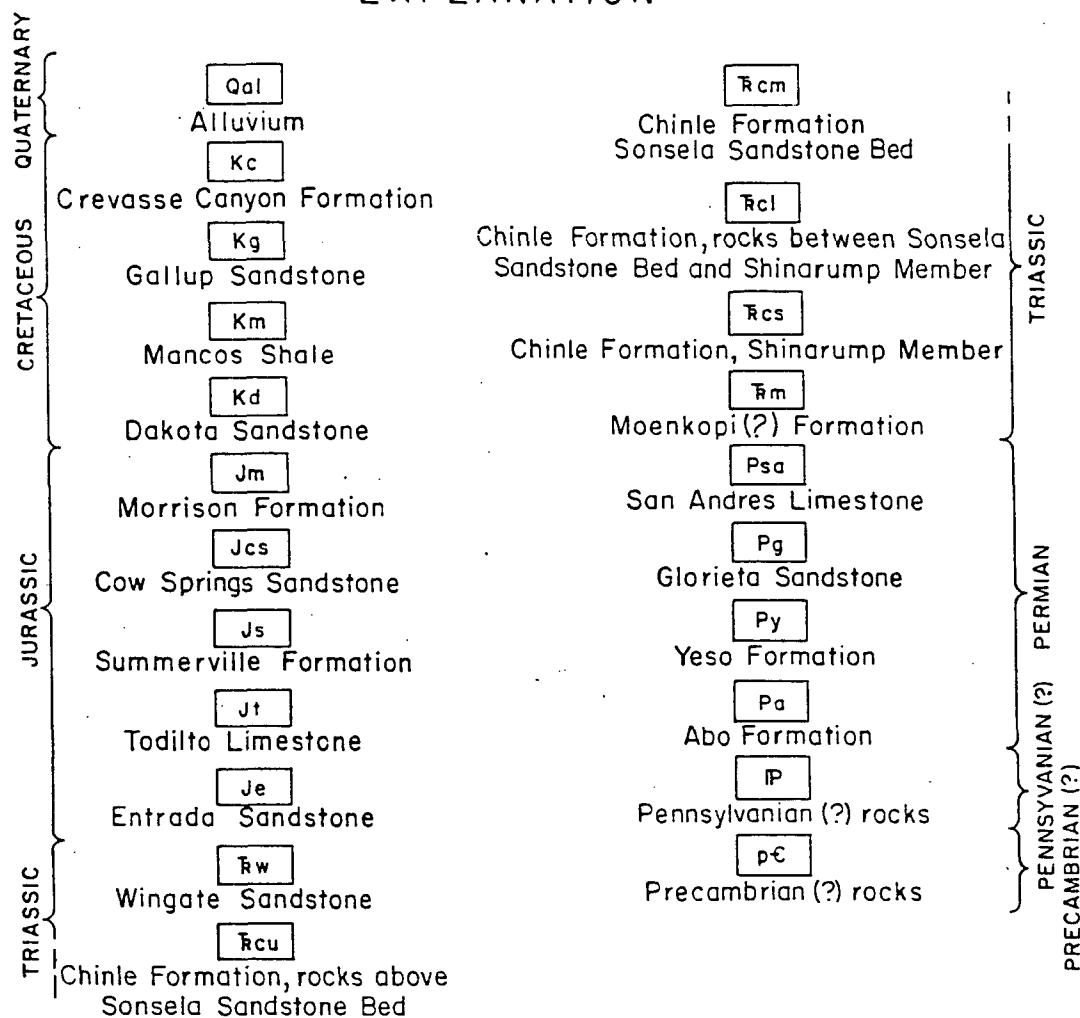 EXPLANATION
QUATERNARY
Qal
Alluvium
CRETACEOUS
Kc
Crevasse Canyon Formation
Kg
Gallup Sandstone
Km
Mancos Shale
Kd
Dakota Sandstone
JURASSIC
Jm
Morrison Formation
Jcs
Cow Springs Sandstone
Js
Summerville Formation
Jt
Todilto Limestone
Je
Entrada Sandstone
TRIASSIC
T̅Rw
Wingate Sandstone
T̅Rcu
Chinle Formation, rocks above
Sonsela Sandstone Bed
TRIASSIC
T̅Rcm
Chinle Formation
Sonsela Sandstone Bed
T̅Rcl
Chinle Formation, rocks between Sonsela
Sandstone Bed and Shinarump Member
T̅Rcs
Chinle Formation, Shinarump Member
T̅Rm
Moenkopi (?) Formation
PERMIAN
Psa
San Andres Limestone
Pg
Glorieta Sandstone
Py
Yeso Formation
Pa
Abo Formation
PENNSYVANIAN (?)
IP
Pennsylvanian (?) rocks
PRECAMBRIAN (?)
p€
Precambrian (?) rocks